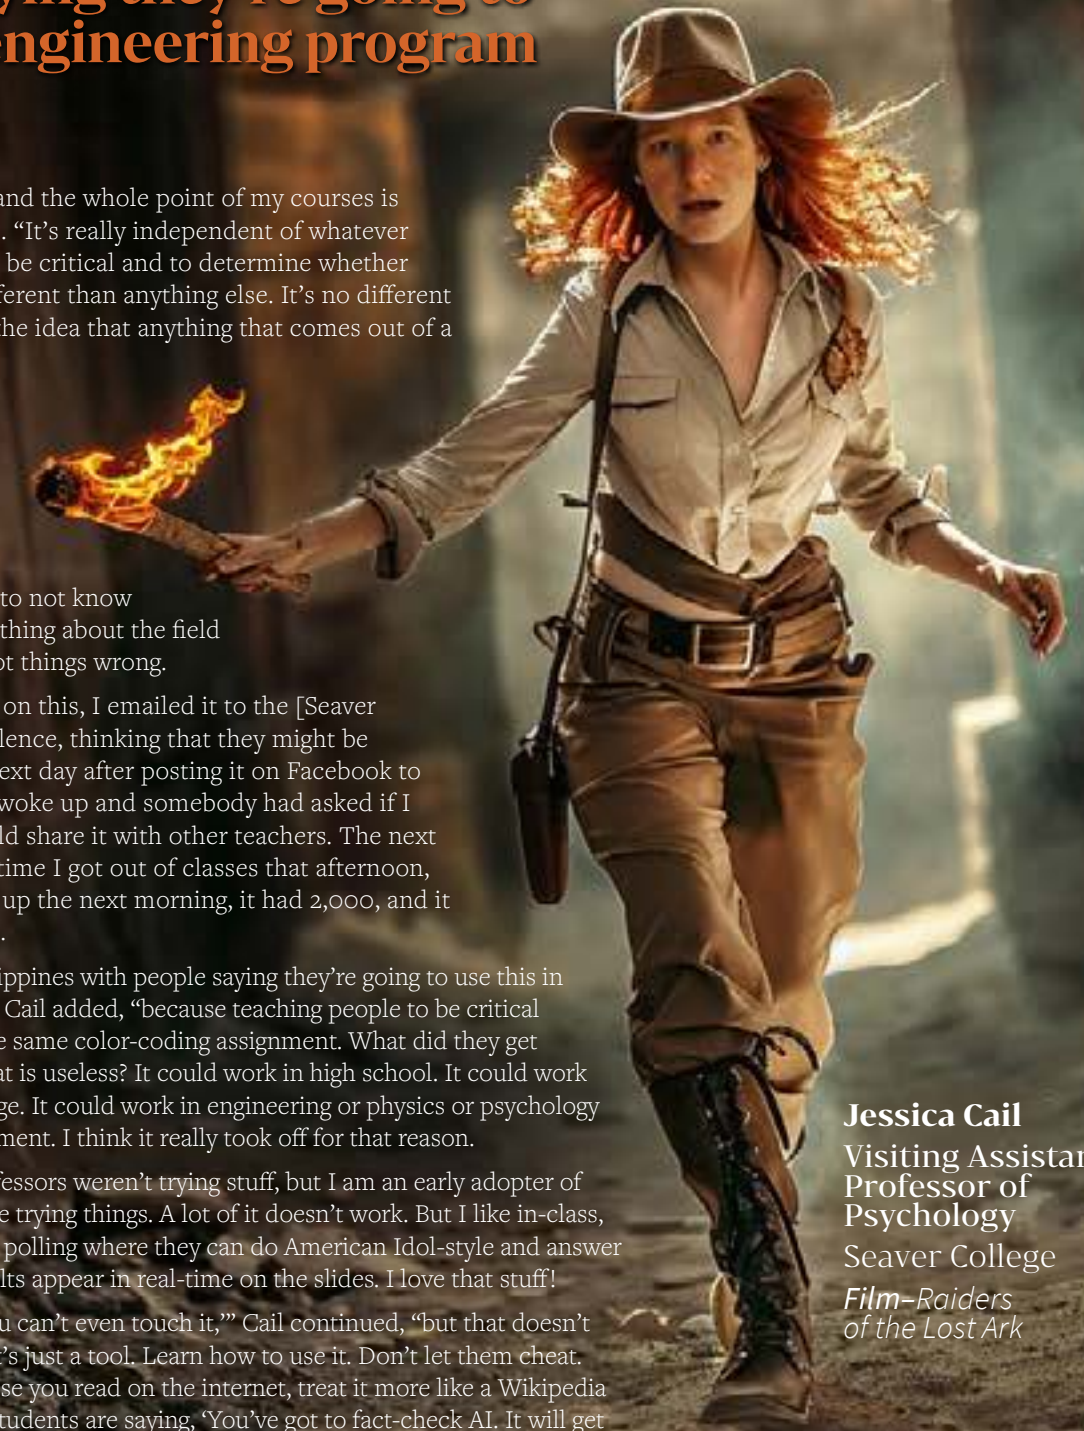 ying they're going to
engineering program
and the whole point of my courses is
. “It’s really independent of whatever
be critical and to determine whether
ferent than anything else. It’s no different
the idea that anything that comes out of a
to not know
thing about the field
ot things wrong.
on this, I emailed it to the [Seaver
lence, thinking that they might be
ext day after posting it on Facebook to
woke up and somebody had asked if I
ld share it with other teachers. The next
time I got out of classes that afternoon,
up the next morning, it had 2,000, and it
.
ippines with people saying they’re going to use this in
Cail added, “because teaching people to be critical
e same color-coding assignment. What did they get
at is useless? It could work in high school. It could work
ge. It could work in engineering or physics or psychology
ment. I think it really took off for that reason.
fessors weren’t trying stuff, but I am an early adopter of
e trying things. A lot of it doesn’t work. But I like in-class,
polling where they can do American Idol-style and answer
lts appear in real-time on the slides. I love that stuff!
u can’t even touch it,’” Cail continued, “but that doesn’t
t’s just a tool. Learn how to use it. Don’t let them cheat.
se you read on the internet, treat it more like a Wikipedia
tudents are saying, ‘You’ve got to fact-check AI. It will get
Jessica Cail
Visiting Assistan
Professor of
Psychology
Seaver College
Film–Raiders
of the Lost Ark